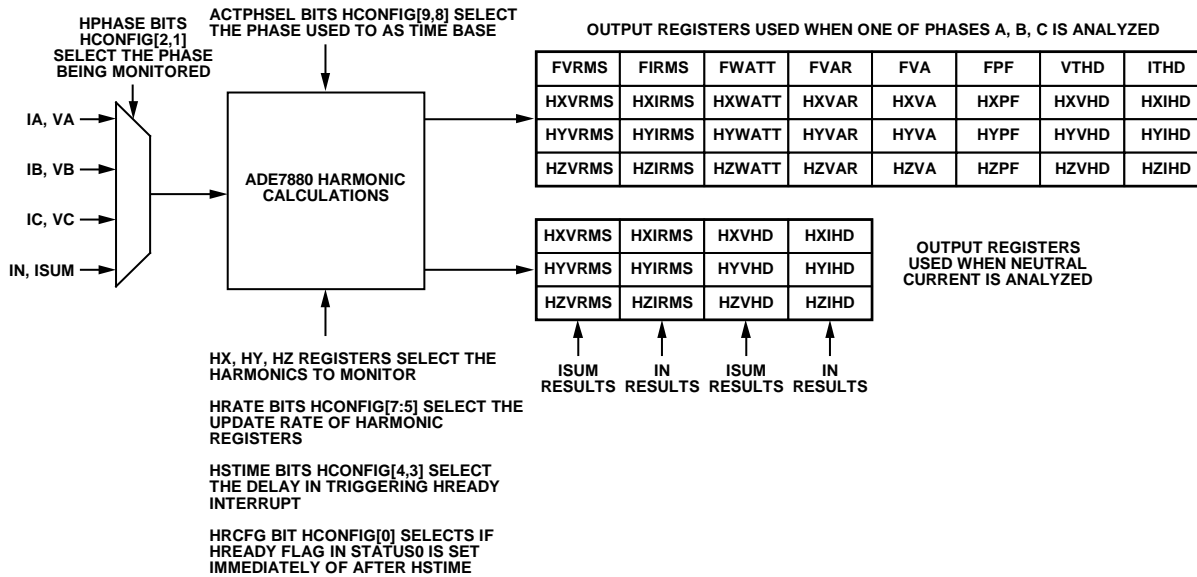 HPHASE BITS
HCONFIG[2,1]
SELECT THE PHASE
BEING MONITORED
ACTPHSEL BITS HCONFIG[9,8] SELECT
THE PHASE USED TO AS TIME BASE
IA, VA
IB, VB
IC, VC
IN, ISUM
ADE7880 HARMONIC
CALCULATIONS
OUTPUT REGISTERS USED WHEN ONE OF PHASES A, B, C IS ANALYZED
FVRMS FIRMS FWATT FVAR FVA FPF VTHD ITHD
HXVRMS HXIRMS HXWATT HXVAR HXVA HXPF HXVHD HXIHD
HYVRMS HYIRMS HYWATT HYVAR HYVA HYPF HYVHD HYIHD
HZVRMS HZIRMS HZWATT HZVAR HZVA HZPF HZVHD HZIHD
HXVRMS HXIRMS HXVHD HXIHD
HYVRMS HYIRMS HYVHD HYIHD
HZVRMS HZIRMS HZVHD HZIHD
OUTPUT REGISTERS
USED WHEN NEUTRAL
CURRENT IS ANALYZED
ISUM
RESULTS
IN
RESULTS
ISUM
RESULTS
IN
RESULTS
HX, HY, HZ REGISTERS SELECT THE
HARMONICS TO MONITOR
HRATE BITS HCONFIG[7:5] SELECT THE
UPDATE RATE OF HARMONIC
REGISTERS
HSTIME BITS HCONFIG[4,3] SELECT
THE DELAY IN TRIGGERING HREADY
INTERRUPT
HRCFG BIT HCONFIG[0] SELECTS IF
HREADY FLAG IN STATUS0 IS SET
IMMEDIATELY OF AFTER HSTIME